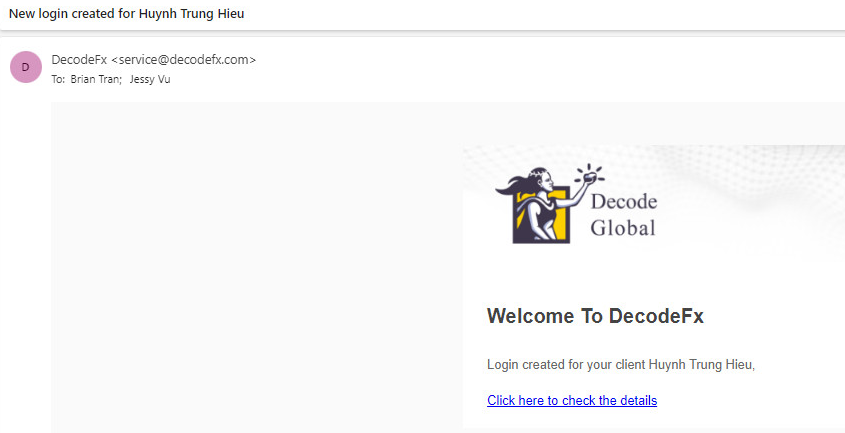 New login created for Huynh Trung Hieu
D
DecodeFx <service@decodefx.com>
To: Brian Tran; Jessy Vu
Decode
Global
Welcome To DecodeFx
Login created for your client Huynh Trung Hieu,
Click here to check the details